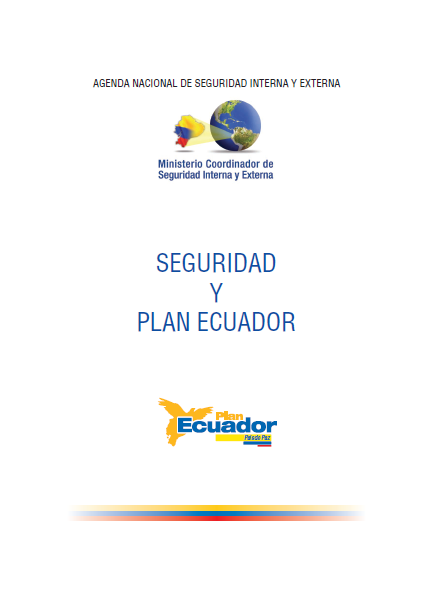 AGENDA NACIONAL DE SEGURIDAD INTERNA Y EXTERNA
Ministerio Coordinador de
Seguridad Interna y Externa
SEGURIDAD
Y
PLAN ECUADOR
Plan
Ecuador
País de Paz